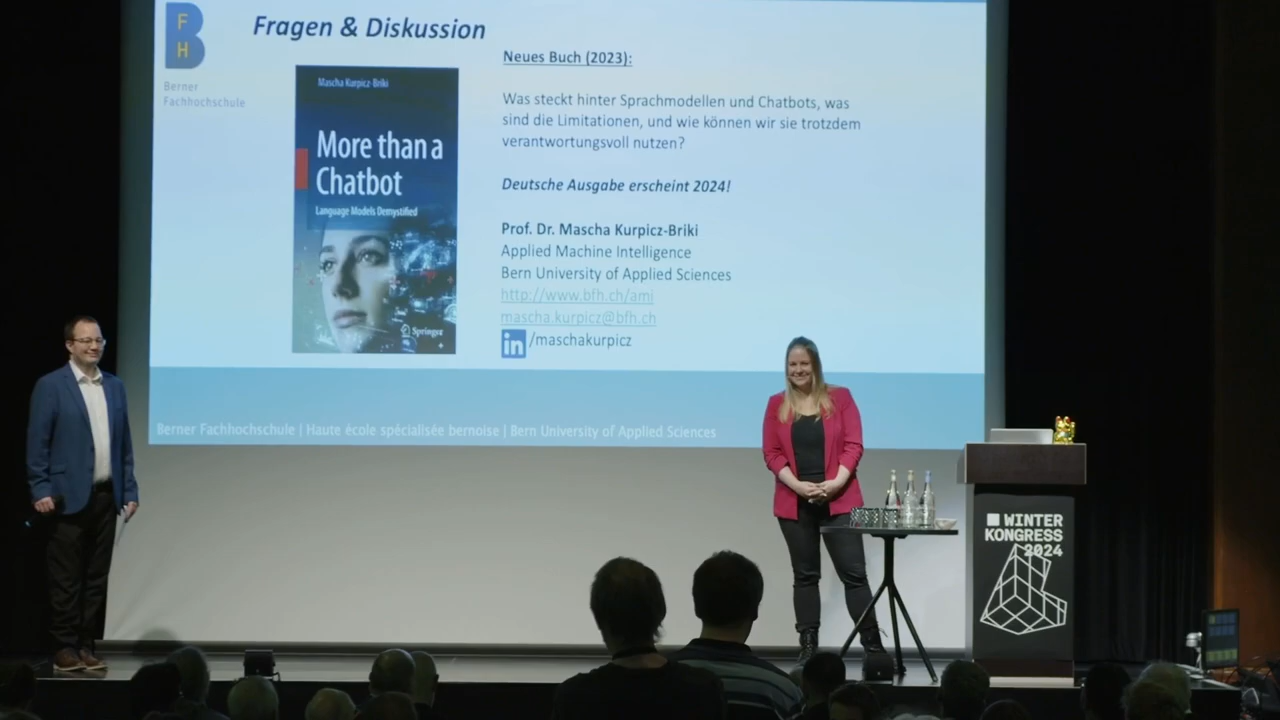 B
F
H
Berner
Fachhochschule
Fragen & Diskussion
Mascha Kurpicz-Briki
More than a
Chatbot
Language Models Demystified
Springer
Neues Buch (2023):
Was steckt hinter Sprachmodellen und Chatbots, was
sind die Limitationen, und wie können wir sie trotzdem
verantwortungsvoll nutzen?
Deutsche Ausgabe erscheint 2024!
Prof. Dr. Mascha Kurpicz-Briki
Applied Machine Intelligence
Bern University of Applied Sciences
http://www.bfh.ch/ami
mascha.kurpicz@bfh.ch
in /maschakurpicz
Berner Fachhochschule | Haute école spécialisée bernoise | Bern University of Applied Sciences
WINTER
KONGRESS
2024